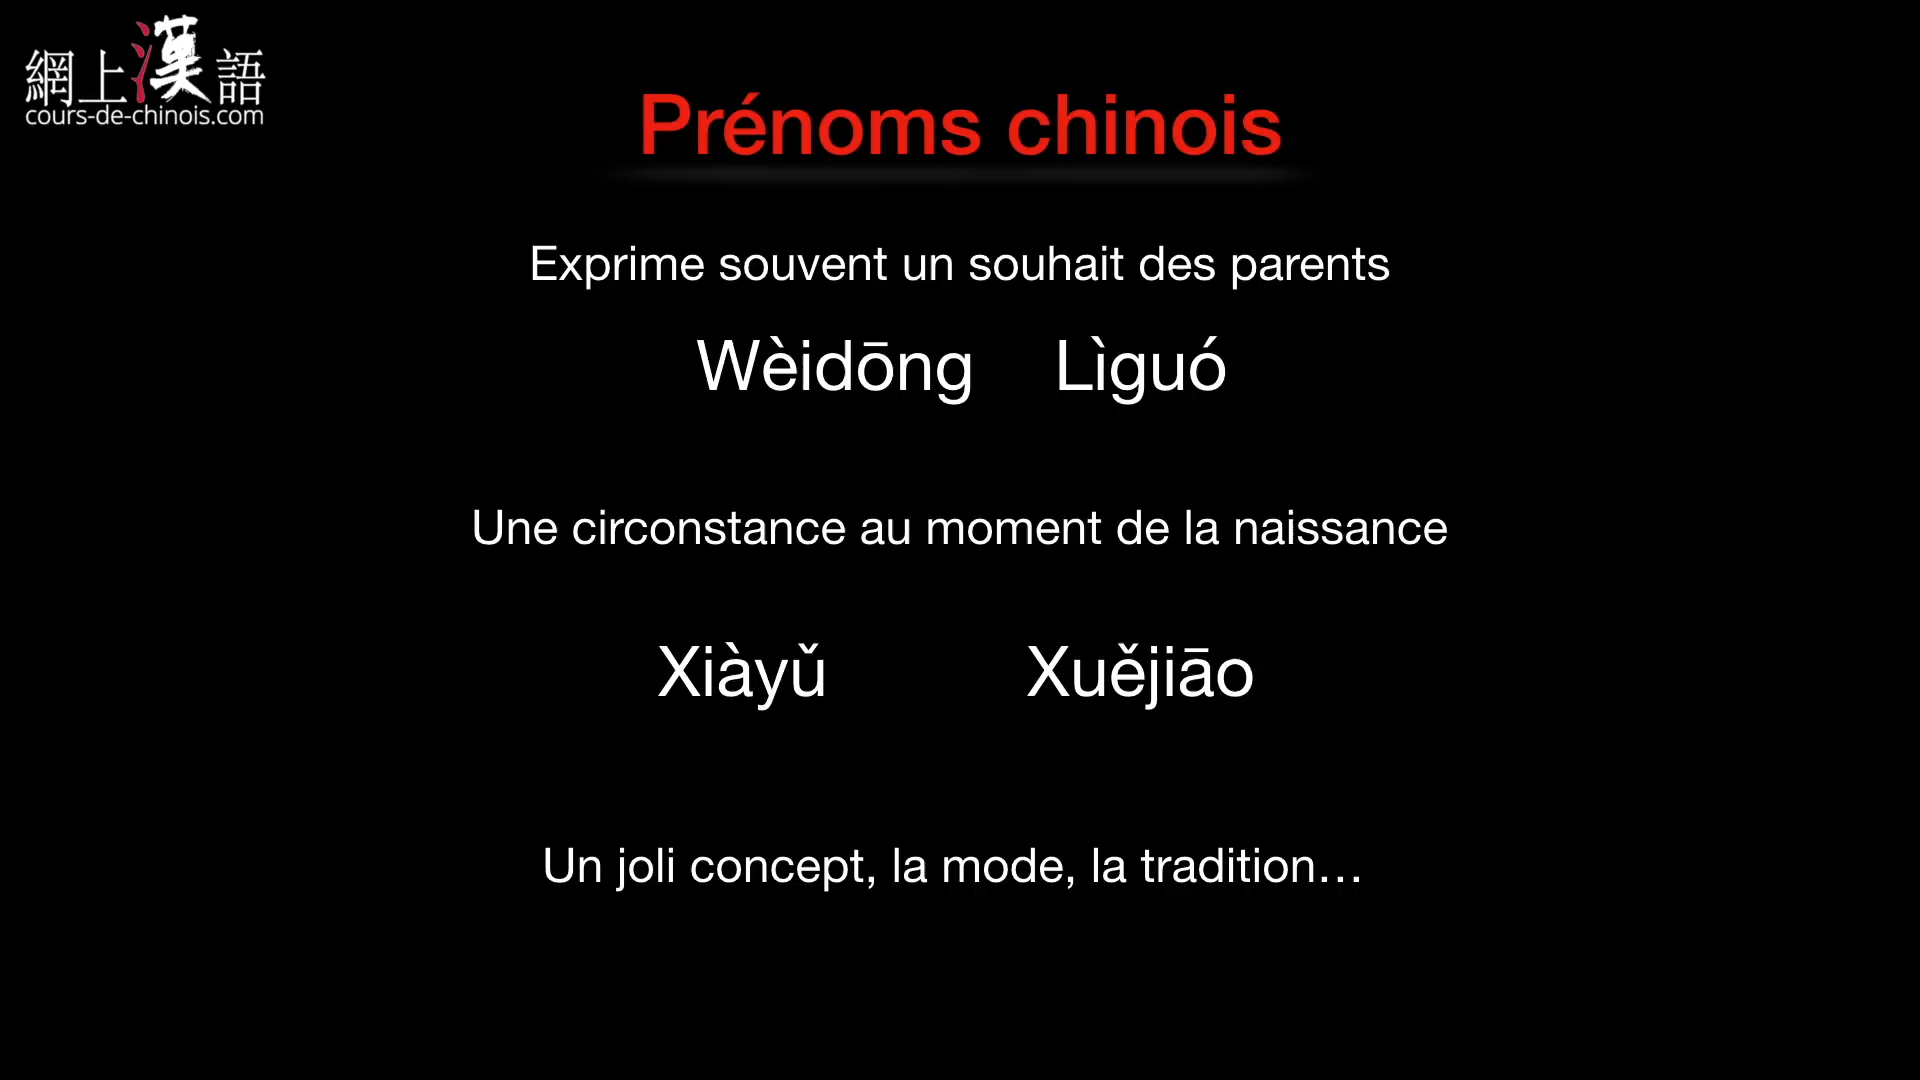 網上漢語
cours-de-chinois.com
Prénoms chinois
Exprime souvent un souhait des parents
Wèidōng Lìguó
Une circonstance au moment de la naissance
Xiàyǔ Xuějiāo
Un joli concept, la mode, la tradition…